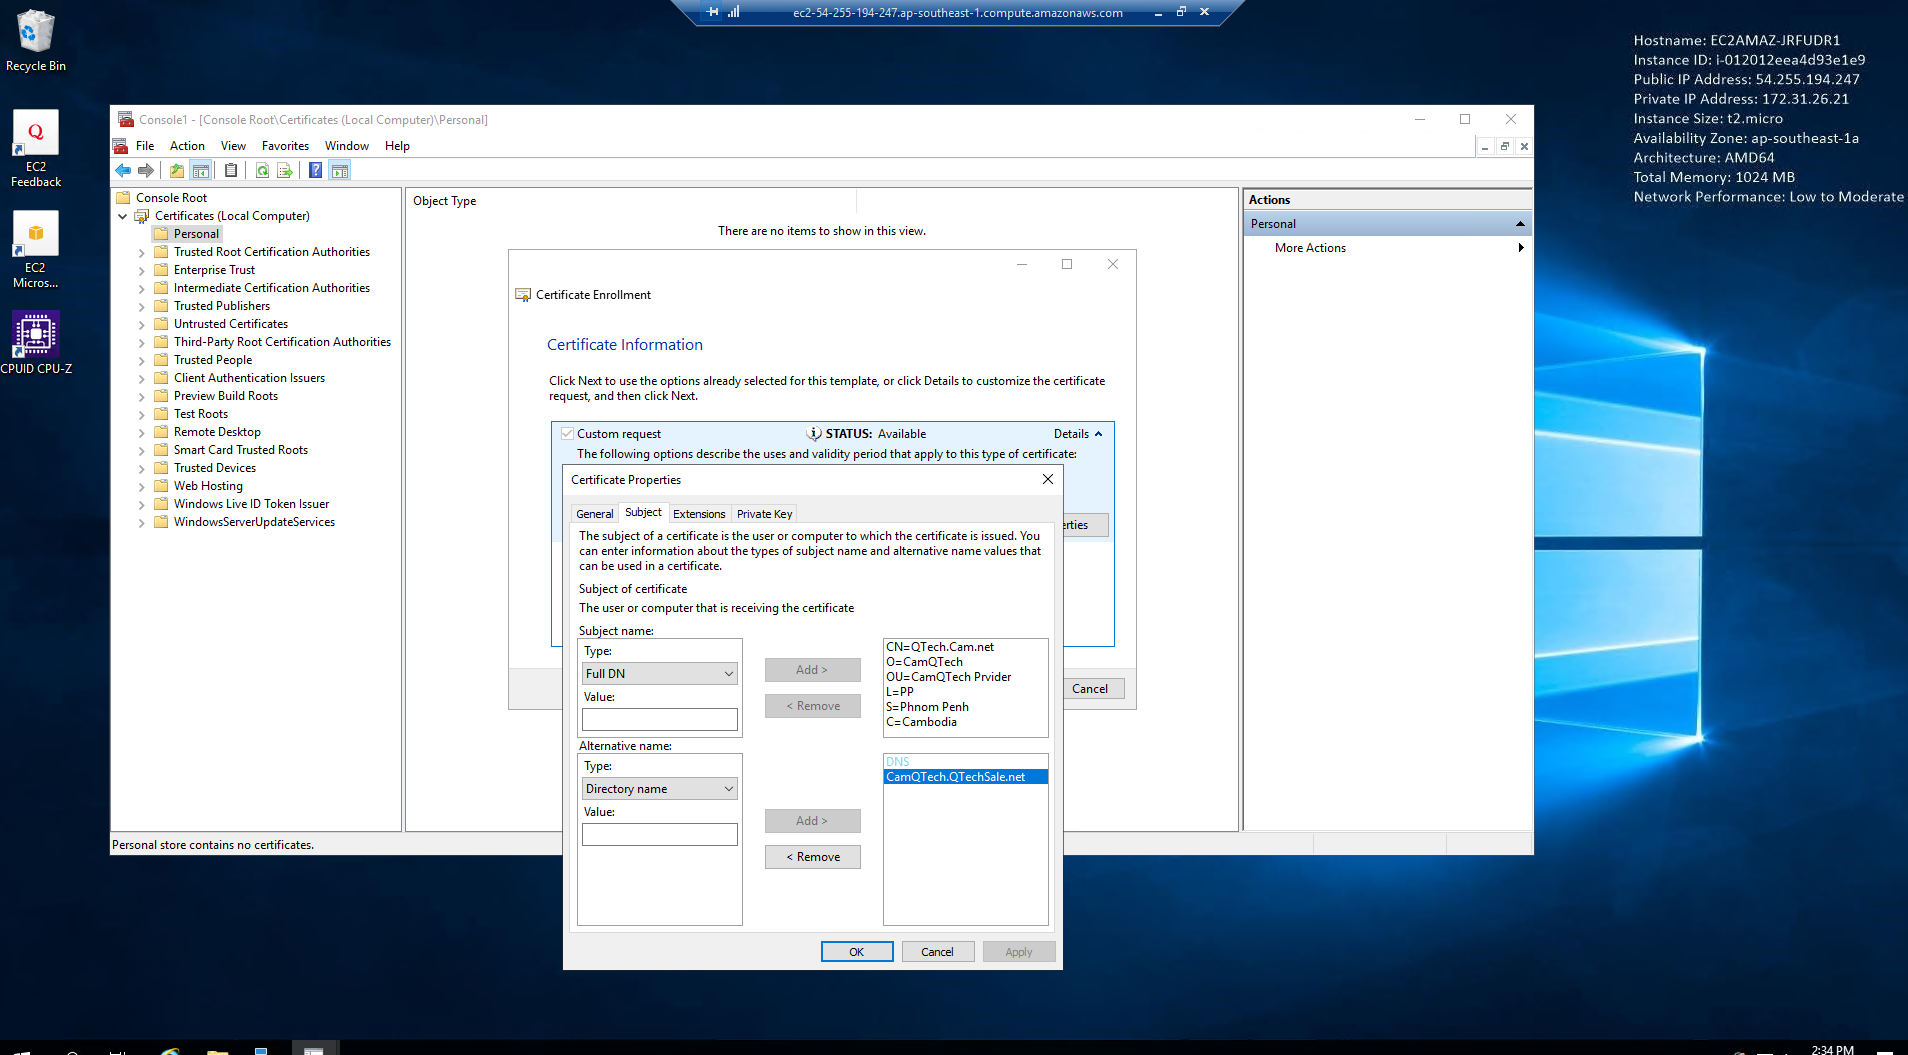 ec2-54-255-194-247.ap-southeast-1.compute.amazonaws.com
Recycle Bin
EC2
Feedback
EC2
Micros...
CPUID CPU-Z
Hostname: EC2AMAZ-JRFUDR1
Instance ID: i-012012eea4d93e1e9
Public IP Address: 54.255.194.247
Private IP Address: 172.31.26.21
Instance Size: t2.micro
Availability Zone: ap-southeast-1a
Architecture: AMD64
Total Memory: 1024 MB
Network Performance: Low to Moderate
Console1 - [Console Root\Certificates (Local Computer)\Personal]
File Action View Favorites Window Help
Console Root
Certificates (Local Computer)
Personal
Trusted Root Certification Authorities
Enterprise Trust
Intermediate Certification Authorities
Trusted Publishers
Untrusted Certificates
Third-Party Root Certification Authorities
Trusted People
Client Authentication Issuers
Preview Build Roots
Test Roots
Remote Desktop
Smart Card Trusted Roots
Trusted Devices
Web Hosting
Windows Live ID Token Issuer
WindowsServerUpdateServices
Object Type
There are no items to show in this view.
Actions
Personal
More Actions
Certificate Enrollment
Certificate Information
Click Next to use the options already selected for this template, or click Details to customize the certificate
request, and then click Next.
Custom request STATUS: Available Details
The following options describe the uses and validity period that apply to this type of certificate:
erties
Cancel
Certificate Properties
General Subject Extensions Private Key
The subject of a certificate is the user or computer to which the certificate is issued. You
can enter information about the types of subject name and alternative name values that
can be used in a certificate.
Subject of certificate
The user or computer that is receiving the certificate
Subject name:
Type:
Full DN
Value:
Add >
< Remove
CN=QTech.Cam.net
O=CamQTech
OU=CamQTech Prvider
L=PP
S=Phnom Penh
C=Cambodia
Alternative name:
Type:
Directory name
Value:
Add >
< Remove
DNS
CamQTech.QTechSale.net
OK Cancel Apply
Personal store contains no certificates.
2:34 PM